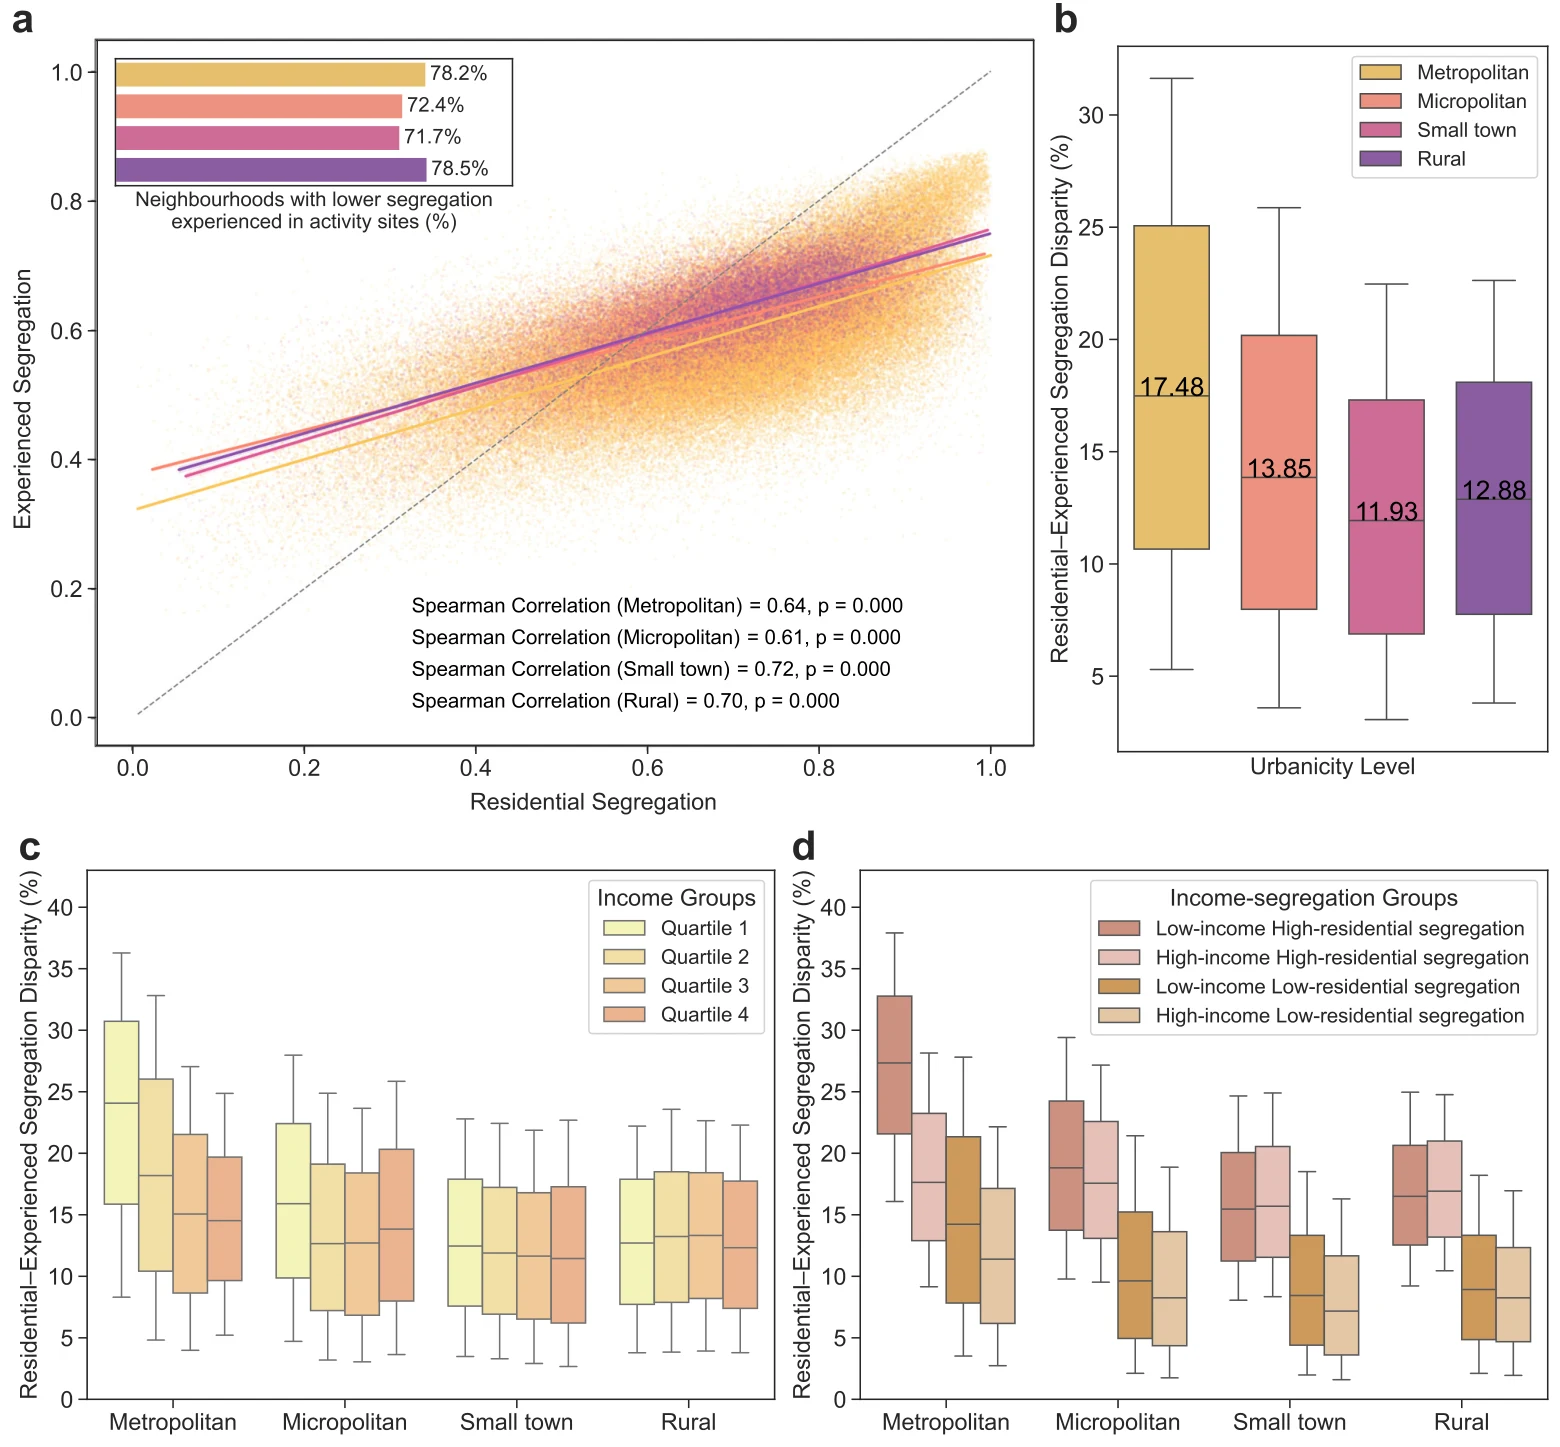 a
1.0
0.8
0.6
0.4
0.2
0.0
Experienced Segregation
78.2%
72.4%
71.7%
78.5%
Neighbourhoods with lower segregation
experienced in activity sites (%)
Spearman Correlation (Metropolitan) = 0.64, p = 0.000
Spearman Correlation (Micropolitan) = 0.61, p = 0.000
Spearman Correlation (Small town) = 0.72, p = 0.000
Spearman Correlation (Rural) = 0.70, p = 0.000
0.0 0.2 0.4 0.6 0.8 1.0
Residential Segregation
b
Residential–Experienced Segregation Disparity (%)
30
25
20
15
10
5
Metropolitan
Micropolitan
Small town
Rural
17.48
13.85
11.93
12.88
Urbanicity Level
c
Residential–Experienced Segregation Disparity (%)
40
35
30
25
20
15
10
5
0
Income Groups
Quartile 1
Quartile 2
Quartile 3
Quartile 4
Metropolitan Micropolitan Small town Rural
d
Residential–Experienced Segregation Disparity (%)
40
35
30
25
20
15
10
5
0
Income-segregation Groups
Low-income High-residential segregation
High-income High-residential segregation
Low-income Low-residential segregation
High-income Low-residential segregation
Metropolitan Micropolitan Small town Rural